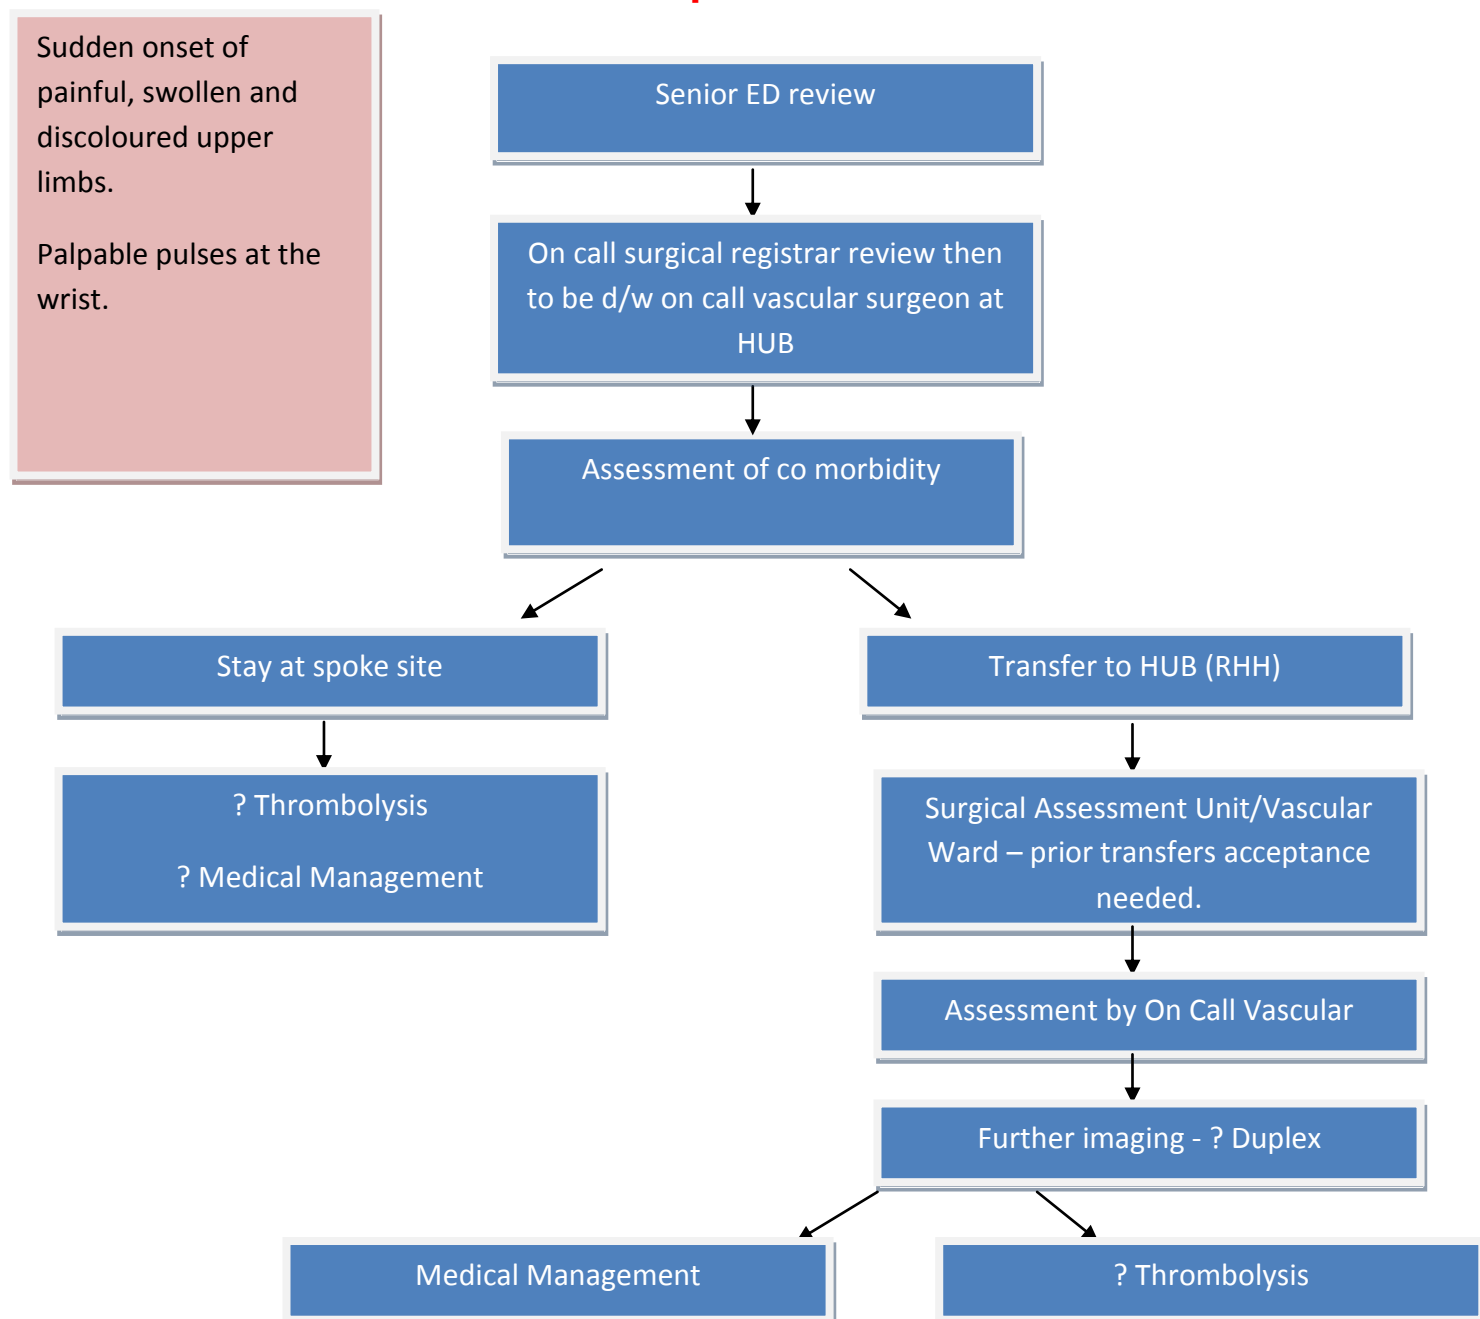 Sudden onset of
painful, swollen and
discoloured upper
limbs.
Palpable pulses at the
wrist.
Senior ED review
On call surgical registrar review then
to be d/w on call vascular surgeon at
HUB
Assessment of co morbidity
Stay at spoke site
Transfer to HUB (RHH)
? Thrombolysis
? Medical Management
Surgical Assessment Unit/Vascular
Ward – prior transfers acceptance
needed.
Assessment by On Call Vascular
Further imaging - ? Duplex
Medical Management
? Thrombolysis